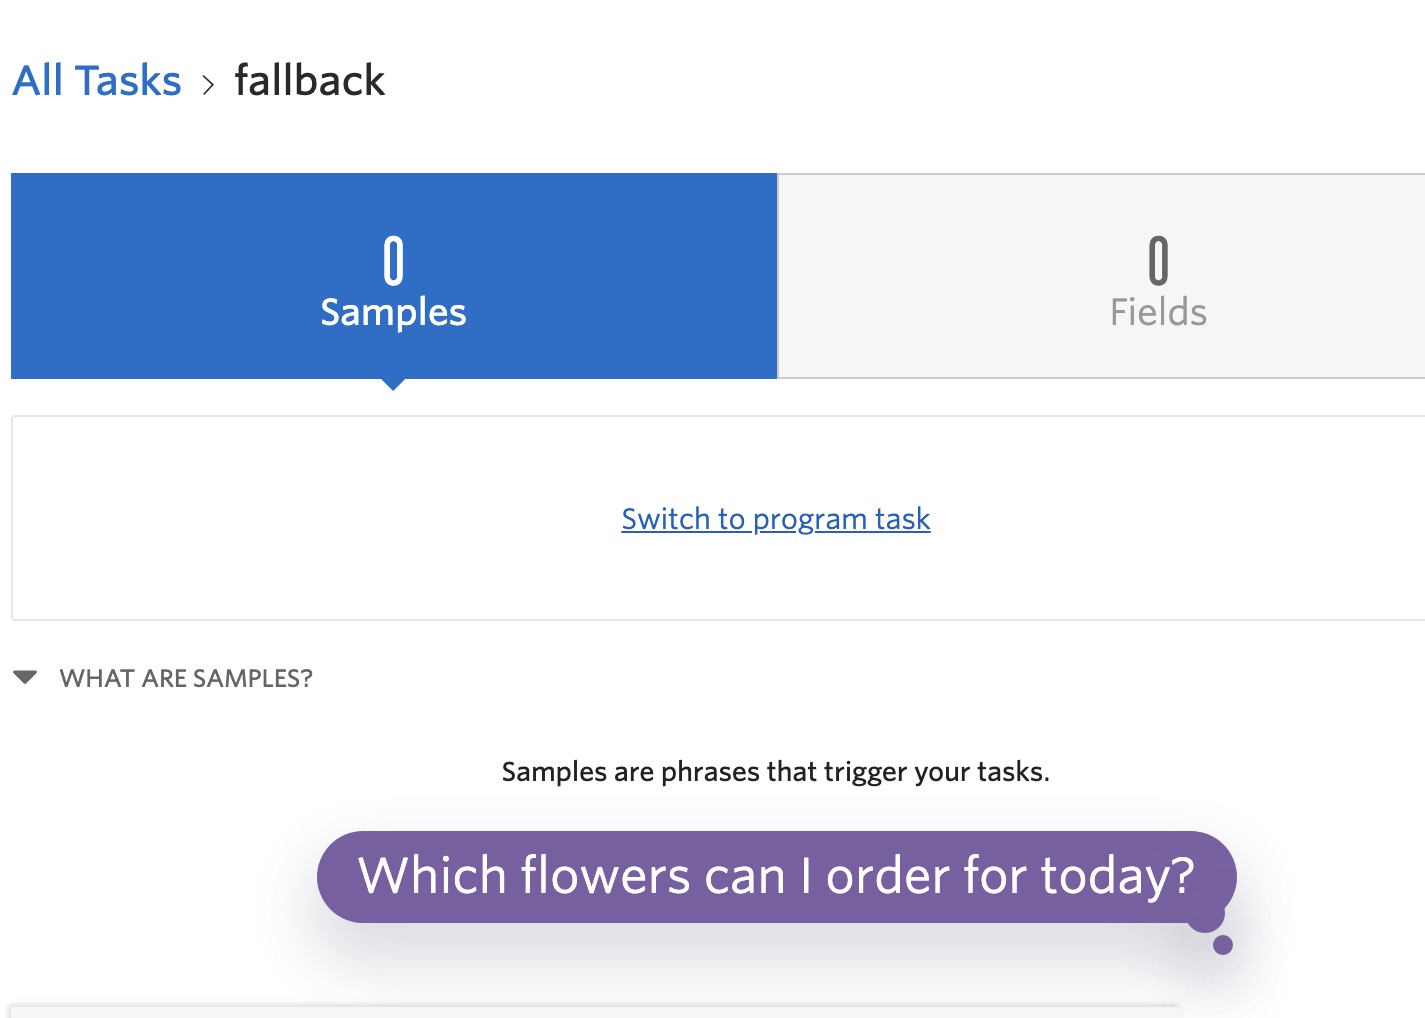 All Tasks > fallback
0
Samples
0
Fields
Switch to program task
WHAT ARE SAMPLES?
Samples are phrases that trigger your tasks.
Which flowers can I order for today?